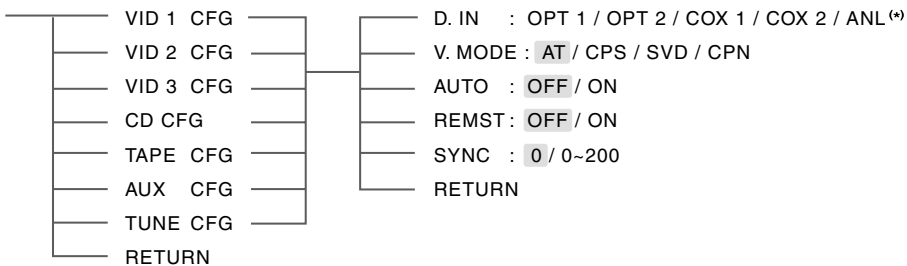 VID 1 CFG
VID 2 CFG
VID 3 CFG
CD CFG
TAPE CFG
AUX CFG
TUNE CFG
RETURN
D. IN : OPT 1 / OPT 2 / COX 1 / COX 2 / ANL (*)
V. MODE : AT / CPS / SVD / CPN
AUTO : OFF / ON
REMST : OFF / ON
SYNC : 0 / 0~200
RETURN